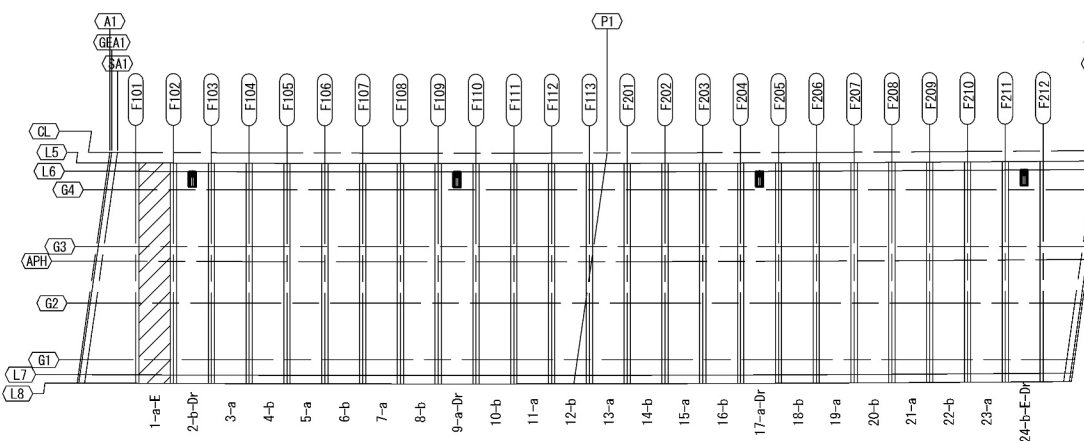 A1
P1
GEA1
SA1
F101
F102
F103
F104
F105
F106
F107
F108
F109
F110
F111
F112
F113
F201
F202
F203
F204
F205
F206
F207
F208
F209
F210
F211
F212
CL
L5
L6
G4
G3
APH
G2
G1
L7
L8
1-a-E
2-b-Dr
3-a
4-b
5-a
6-b
7-a
8-b
9-a-Dr
10-b
11-a
12-b
13-a
14-b
15-a
16-b
17-a-Dr
18-b
19-a
20-b
21-a
22-b
23-a
24-b-E-Dr